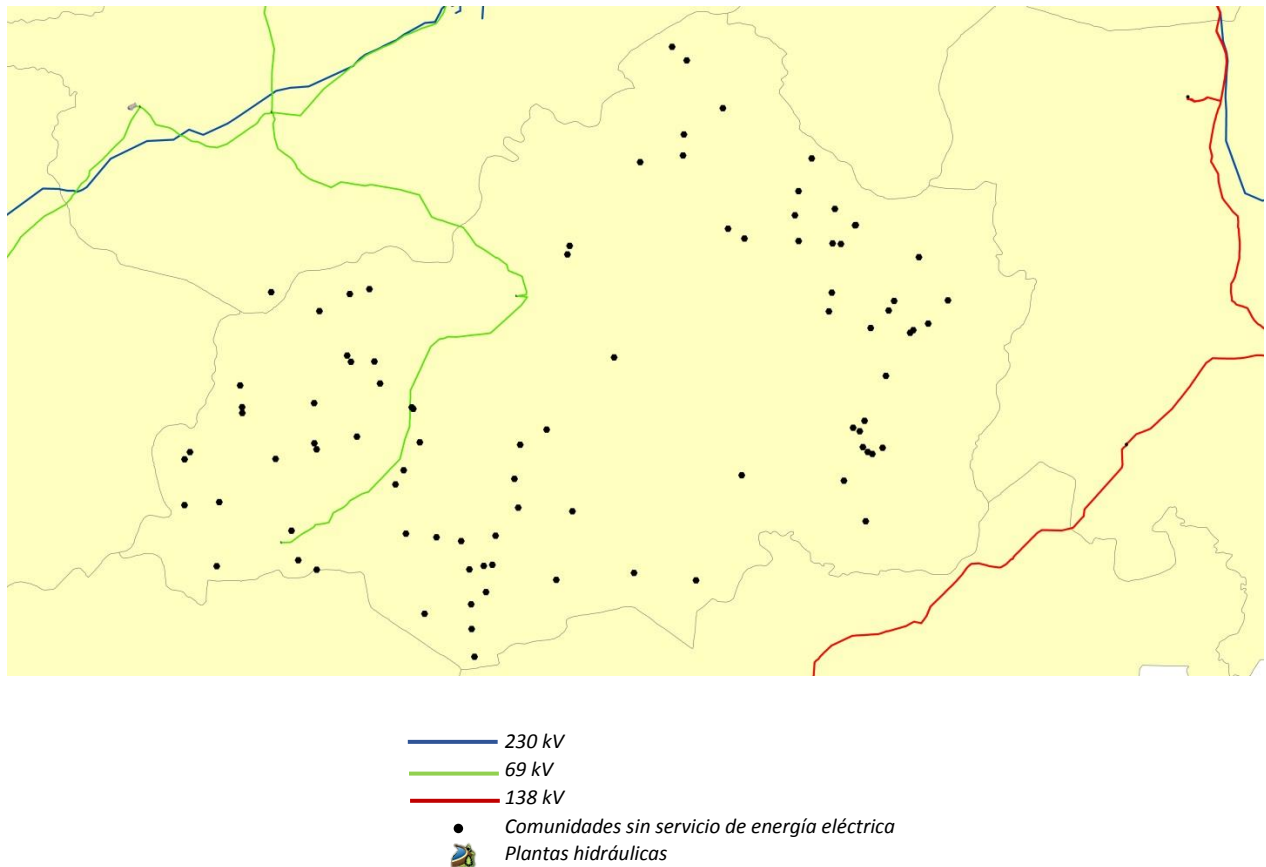 230 kV
69 kV
138 kV
Comunidades sin servicio de energía eléctrica
Plantas hidráulicas